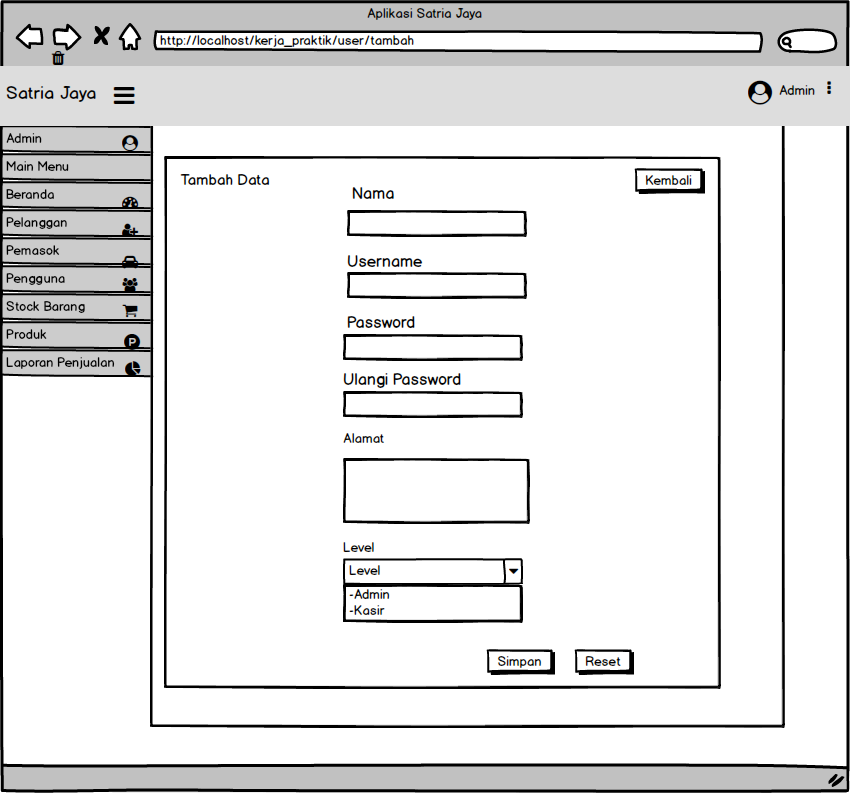 Aplikasi Satria Jaya
http://localhost/kerja_praktik/user/tambah
Satria Jaya
Admin
Admin
Main Menu
Beranda
Pelanggan
Pemasok
Pengguna
Stock Barang
Produk
P
Laporan Penjualan
Tambah Data
Kembali
Nama
Username
Password
Ulangi Password
Alamat
Level
Level
-Admin
-Kasir
Simpan
Reset